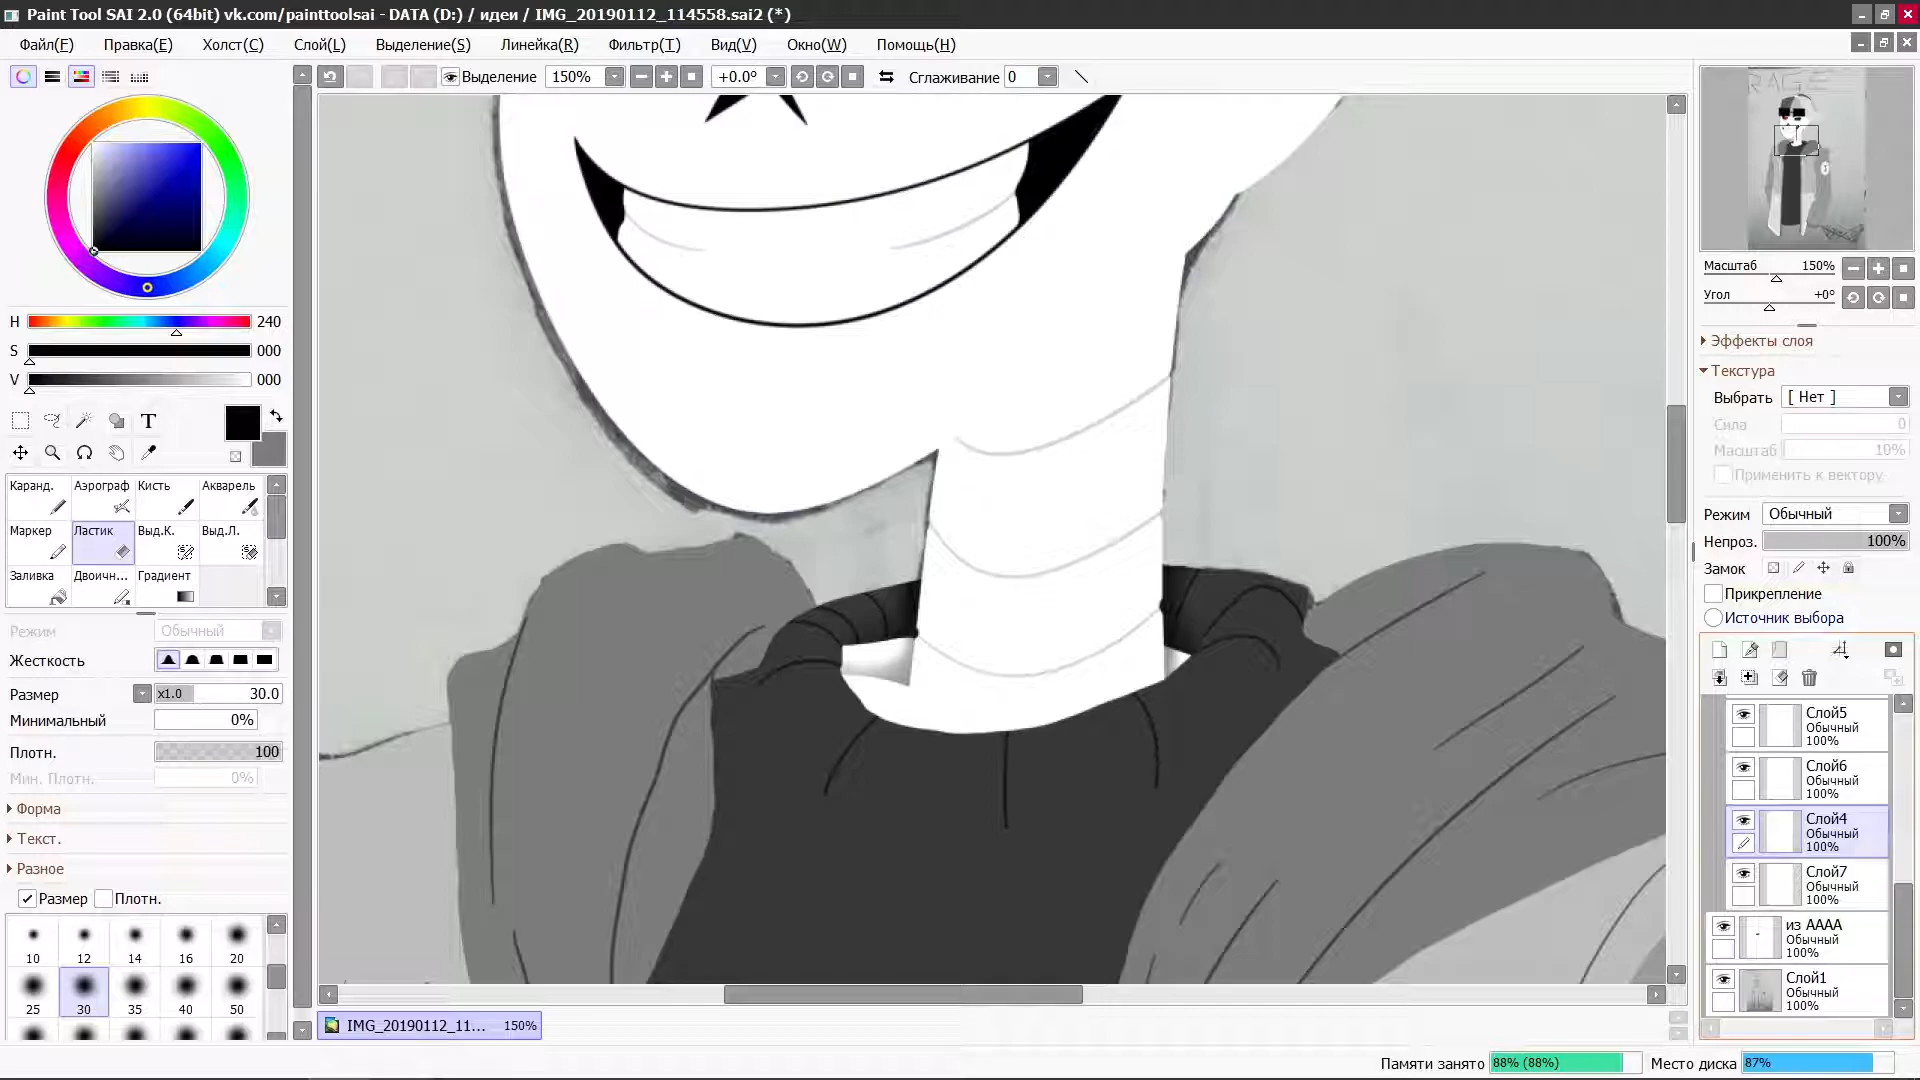 Paint Tool SAI 2.0 (64bit) vk.com/painttoolsai - DATA (D:) / идеи / IMG_20190112_114558.sai2 (*)
Файл(F) Правка(E) Холст(C) Слой(L) Выделение(S) Линейка(R) Фильтр(T) Вид(V) Окно(W) Помощь(H)
Выделение 150% +0.0° Сглаживание 0
RAGE
H 240
S 000
V 000
T
Каранд. Аэрограф Кисть Акварель
Маркер Ластик Выд.К. Выд.Л.
Заливка Двоичн... Градиент
Режим Обычный
Жесткость
Размер x1.0 30.0
Минимальный 0%
Плотн. 100
Мин. Плотн. 0%
Форма
Текст.
Разное
Размер Плотн.
10 12 14 16 20
25 30 35 40 50
IMG_20190112_11... 150%
Масштаб 150%
Угол +0°
Эффекты слоя
Текстура
Выбрать [ Нет ]
Сила 0
Масштаб 10%
Применить к вектору
Режим Обычный
Непроз. 100%
Замок
Прикрепление
Источник выбора
Слой5
Обычный
100%
Слой6
Обычный
100%
Слой4
Обычный
100%
Слой7
Обычный
100%
из АААА
Обычный
100%
Слой1
Обычный
100%
Памяти занято 88% (88%) Место диска 87%